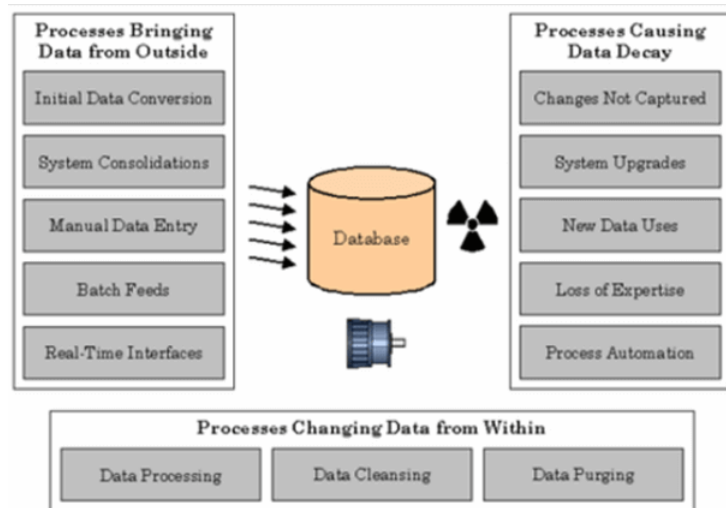 Processes Bringing
Data from Outside
Initial Data Conversion
System Consolidations
Manual Data Entry
Batch Feeds
Real-Time Interfaces
Database
Processes Causing
Data Decay
Changes Not Captured
System Upgrades
New Data Uses
Loss of Expertise
Process Automation
Processes Changing Data from Within
Data Processing
Data Cleansing
Data Purging